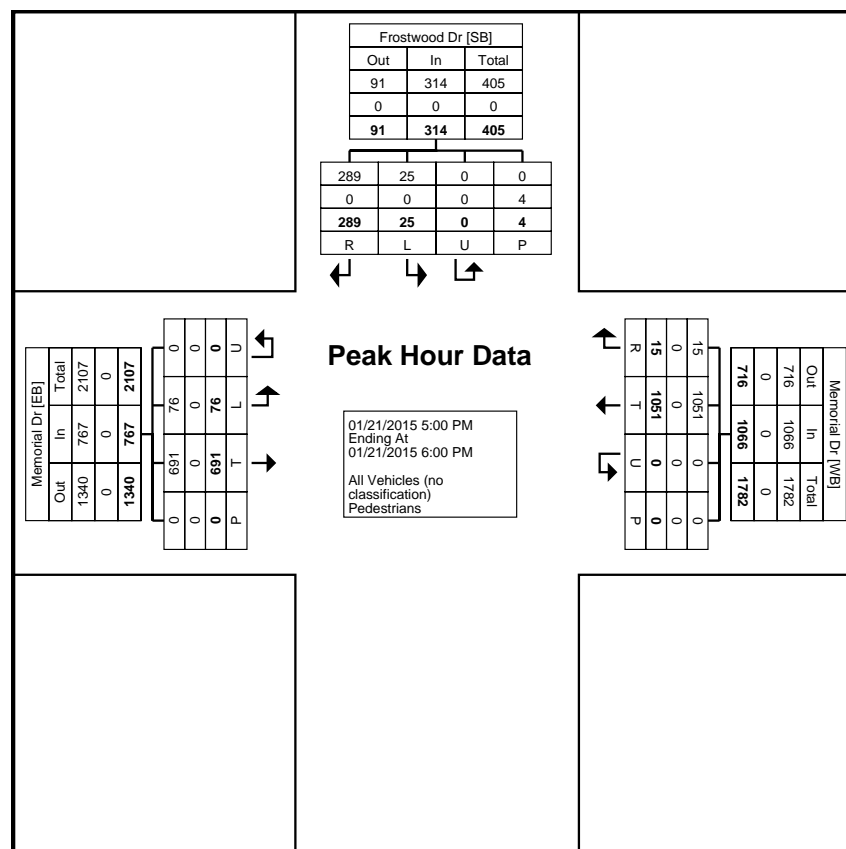 Frostwood Dr [SB]
Out In Total
91 314 405
0 0 0
91 314 405
289 25 0 0
0 0 0 4
289 25 0 4
R L U P
Peak Hour Data
01/21/2015 5:00 PM
Ending At
01/21/2015 6:00 PM
All Vehicles (no
classification)
Pedestrians
Memorial Dr [EB]
Total In Out
2107 767 1340
0 0 0
2107 767 1340
0 76 691 0
0 0 0 0
0 76 691 0
U L T P
Memorial Dr [WB]
Out In Total
716 1066 1782
0 0 0
716 1066 1782
15 1051 0 0
0 0 0 0
15 1051 0 0
R T U P